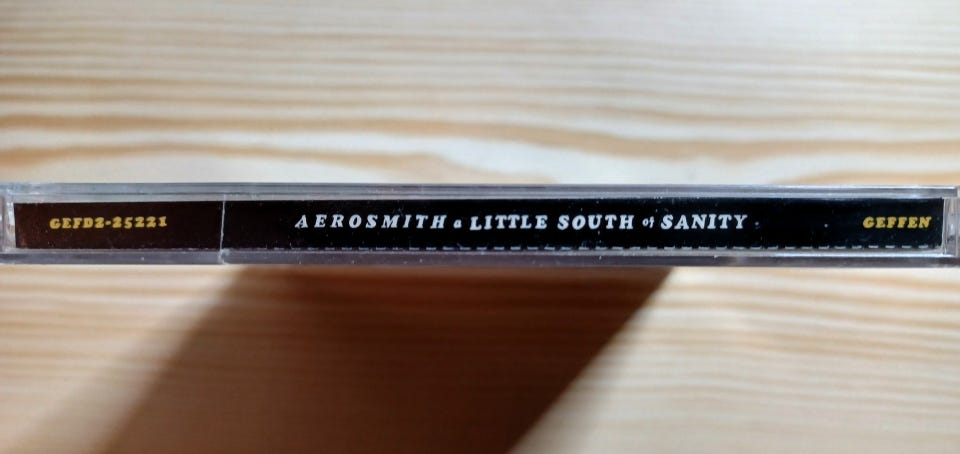 GEFD2-25221 AEROSMITH a LITTLE SOUTH of SANITY GEFFEN